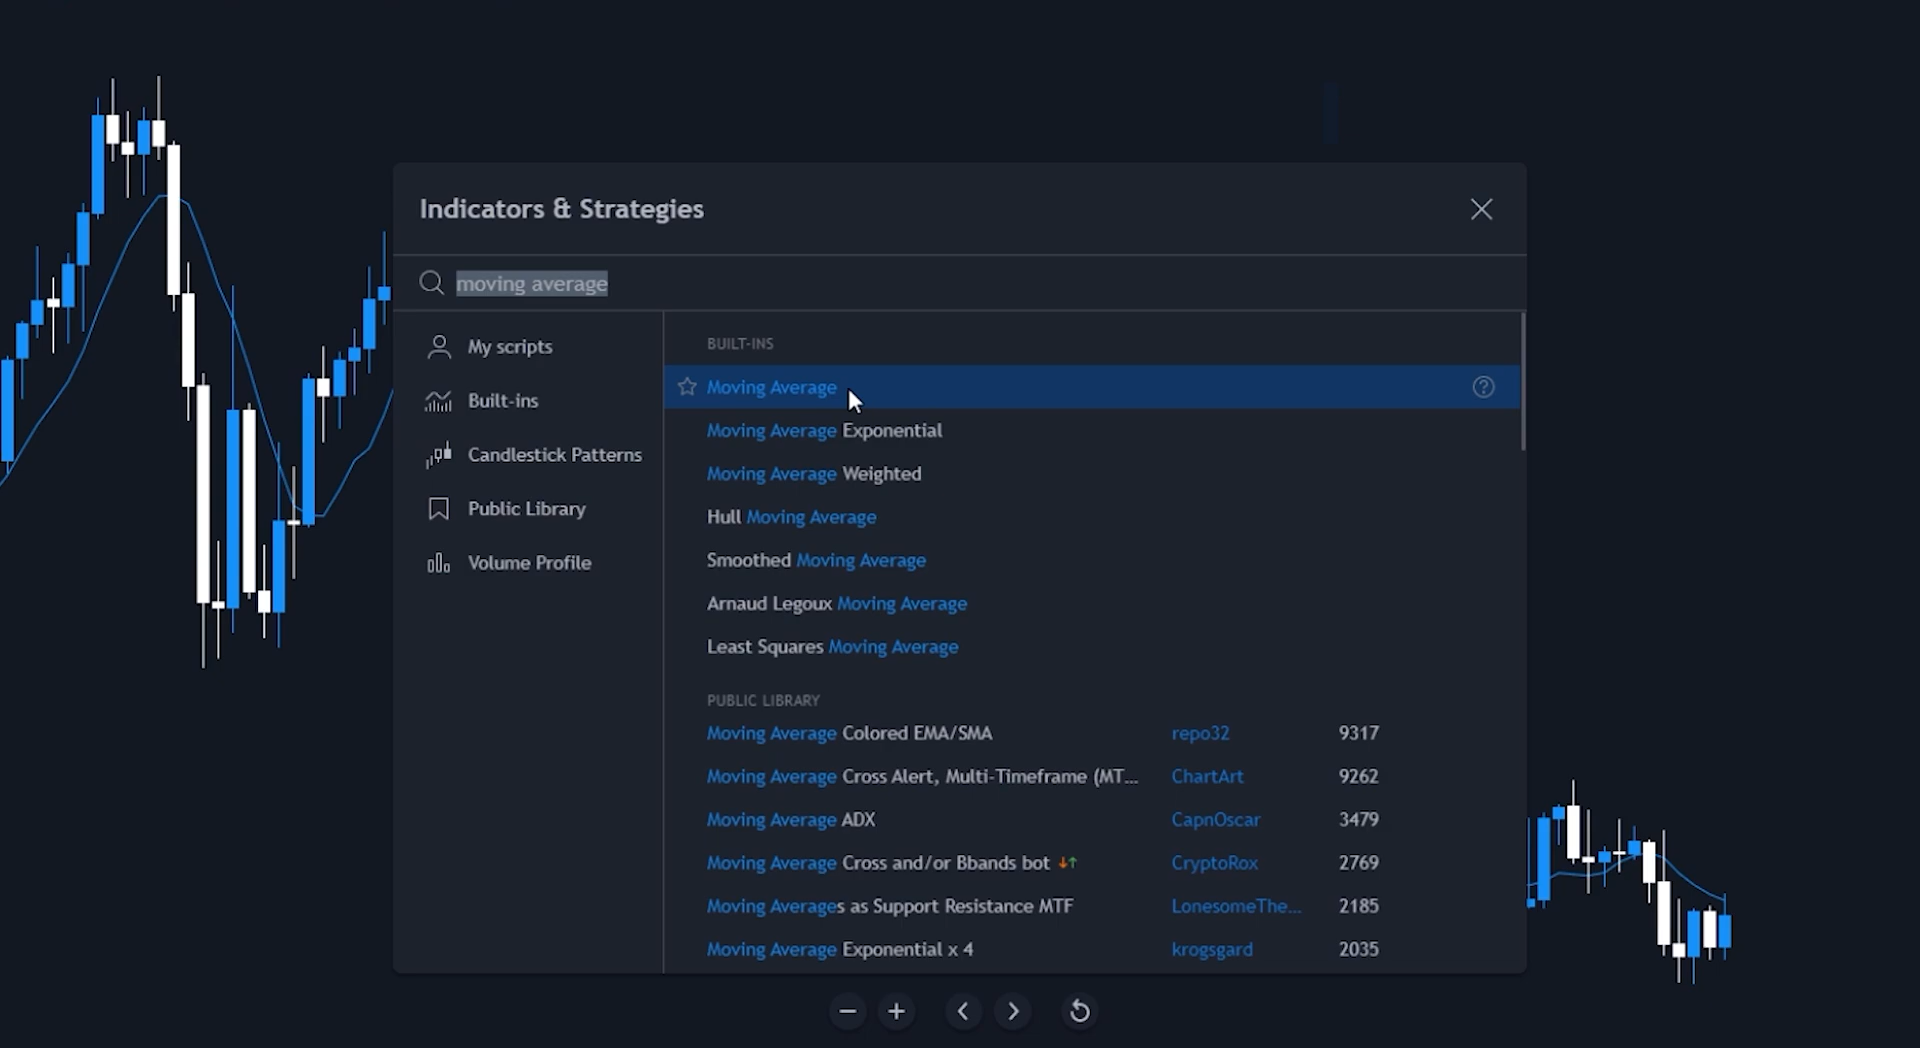 Indicators & Strategies
moving average
My scripts
Built-ins
Candlestick Patterns
Public Library
Volume Profile
BUILT-INS
Moving Average
Moving Average Exponential
Moving Average Weighted
Hull Moving Average
Smoothed Moving Average
Arnaud Legoux Moving Average
Least Squares Moving Average
PUBLIC LIBRARY
Moving Average Colored EMA/SMA repo32 9317
Moving Average Cross Alert, Multi-Timeframe (MT... ChartArt 9262
Moving Average ADX CapnOscar 3479
Moving Average Cross and/or Bbands bot CryptoRox 2769
Moving Averages as Support Resistance MTF LonesomeThe... 2185
Moving Average Exponential x 4 krogsgard 2035